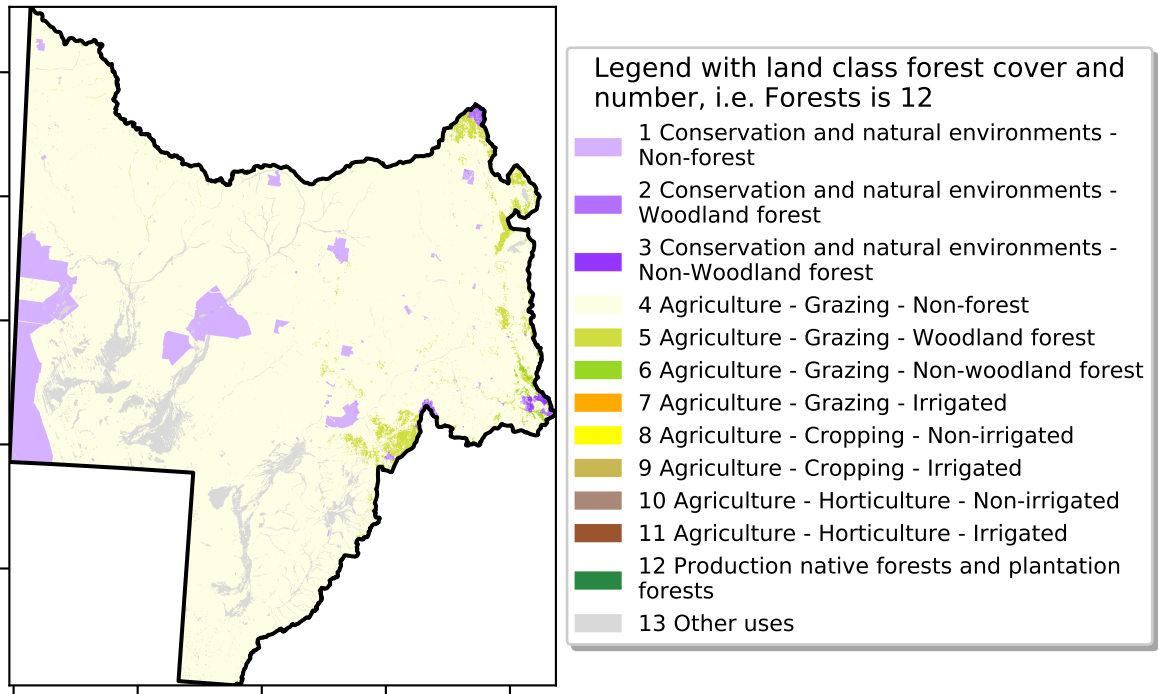 Legend with land class forest cover and
number, i.e. Forests is 12
1 Conservation and natural environments -
Non-forest
2 Conservation and natural environments -
Woodland forest
3 Conservation and natural environments -
Non-Woodland forest
4 Agriculture - Grazing - Non-forest
5 Agriculture - Grazing - Woodland forest
6 Agriculture - Grazing - Non-woodland forest
7 Agriculture - Grazing - Irrigated
8 Agriculture - Cropping - Non-irrigated
9 Agriculture - Cropping - Irrigated
10 Agriculture - Horticulture - Non-irrigated
11 Agriculture - Horticulture - Irrigated
12 Production native forests and plantation
forests
13 Other uses